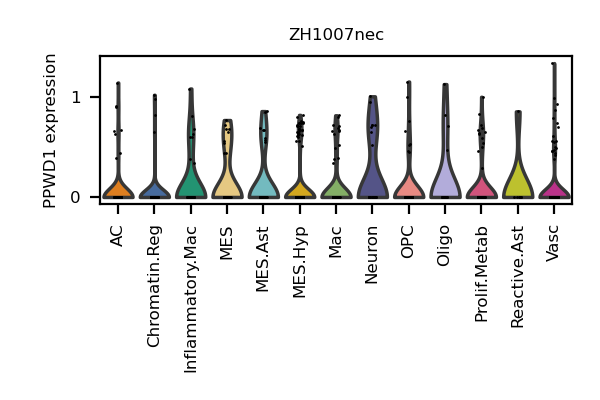 ZH1007nec
PPWD1 expression
1
0
AC
Chromatin.Reg
Inflammatory.Mac
MES
MES.Ast
MES.Hyp
Mac
Neuron
OPC
Oligo
Prolif.Metab
Reactive.Ast
Vasc